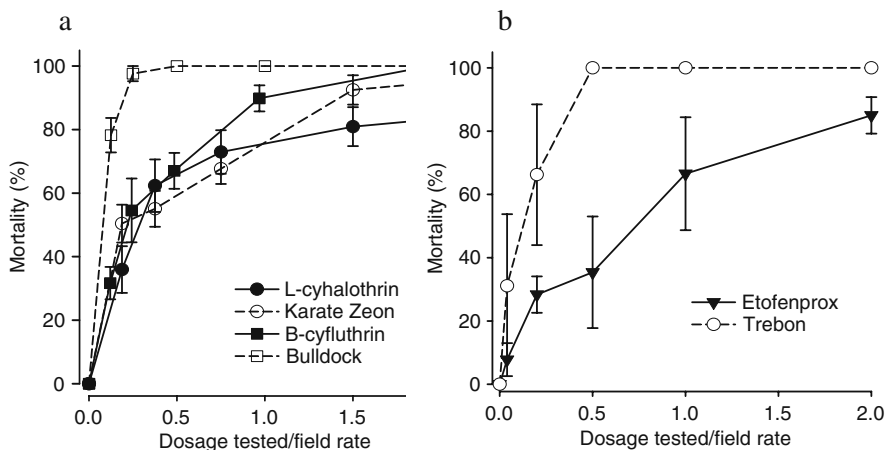 a
100
80
60
40
20
0
Mortality (%)
L-cyhalothrin
Karate Zeon
B-cyfluthrin
Bulldock
0.0 0.5 1.0 1.5
Dosage tested/field rate
b
100
80
60
40
20
0
Mortality (%)
Etofenprox
Trebon
0.0 0.5 1.0 1.5 2.0
Dosage tested/field rate